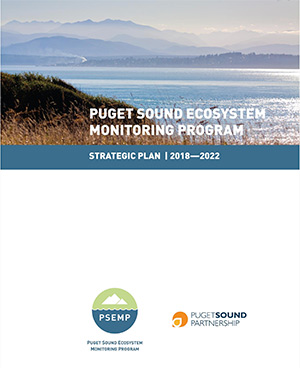 PUGET SOUND ECOSYSTEM
MONITORING PROGRAM
STRATEGIC PLAN | 2018—2022
PSEMP
PUGET SOUND ECOSYSTEM
MONITORING PROGRAM
PUGETSOUND
PARTNERSHIP